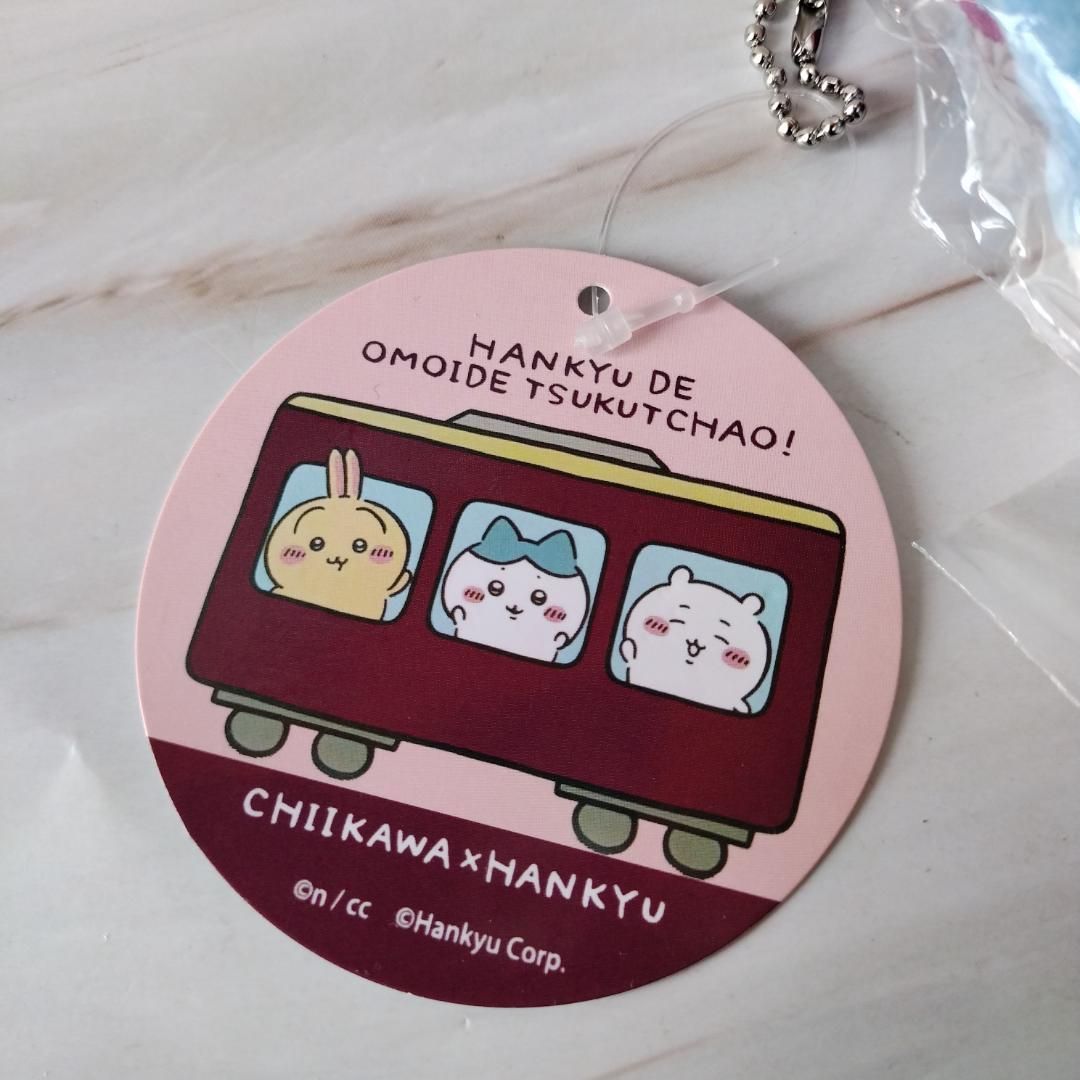 HANKYU DE
OMOIDE TSUKUTCHAO!
CHIIKAWA×HANKYU
©n/cc ©Hankyu Corp.